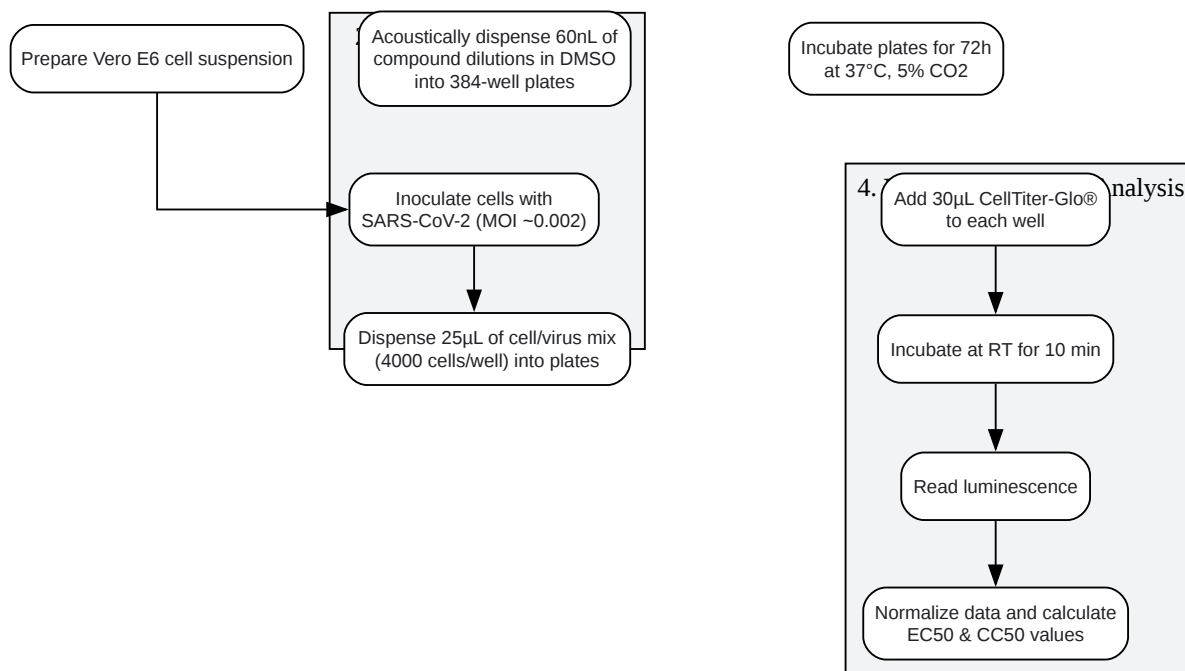 Prepare Vero E6 cell suspension
Acoustically dispense 60nL of
compound dilutions in DMSO
into 384-well plates
Inoculate cells with
SARS-CoV-2 (MOI ~0.002)
Dispense 25µL of cell/virus mix
(4000 cells/well) into plates
Incubate plates for 72h
at 37°C, 5% CO2
4.
nalysis
Add 30µL CellTiter-Glo®
to each well
Incubate at RT for 10 min
Read luminescence
Normalize data and calculate
EC50 & CC50 values